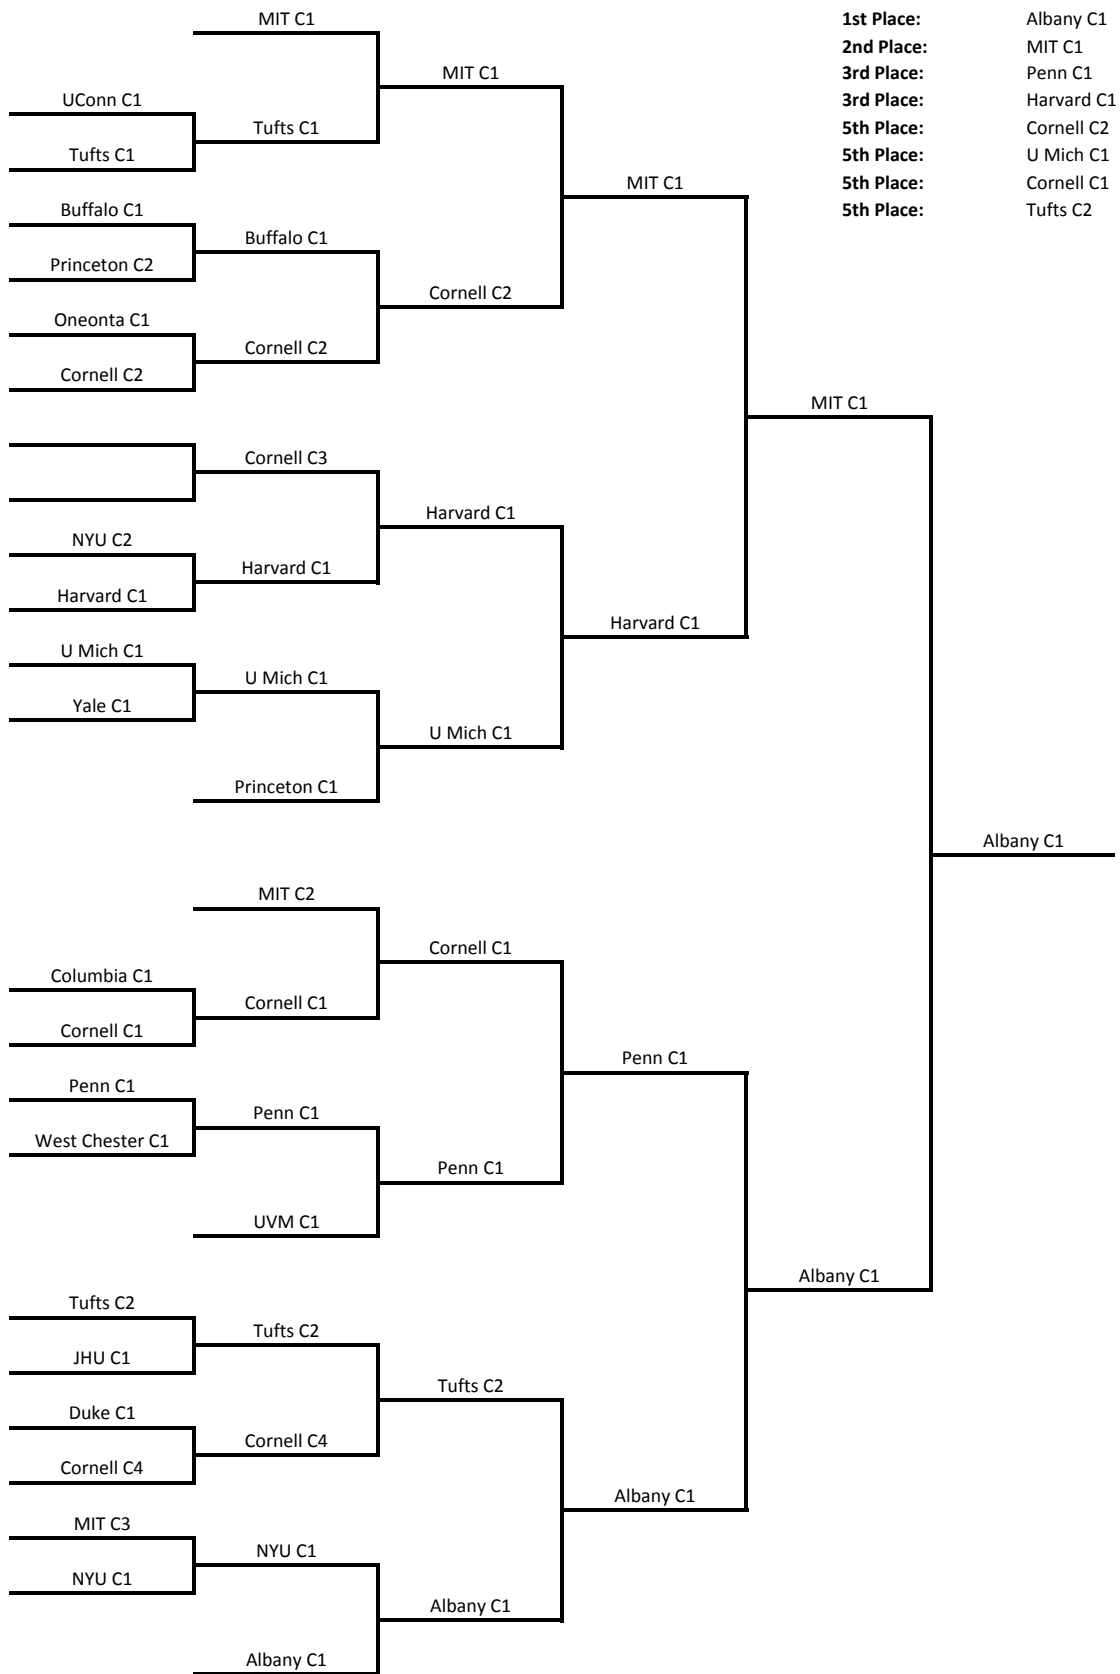 MIT C1
1st Place: Albany C1
2nd Place: MIT C1
3rd Place: Penn C1
3rd Place: Harvard C1
5th Place: Cornell C2
5th Place: U Mich C1
5th Place: Cornell C1
5th Place: Tufts C2
MIT C1
UConn C1
Tufts C1
Tufts C1
MIT C1
Buffalo C1
Buffalo C1
Princeton C2
Cornell C2
Oneonta C1
Cornell C2
Cornell C2
MIT C1
Cornell C3
Harvard C1
NYU C2
Harvard C1
Harvard C1
Harvard C1
U Mich C1
U Mich C1
Yale C1
U Mich C1
Princeton C1
Albany C1
MIT C2
Cornell C1
Columbia C1
Cornell C1
Cornell C1
Penn C1
Penn C1
Penn C1
West Chester C1
Penn C1
UVM C1
Albany C1
Tufts C2
Tufts C2
JHU C1
Tufts C2
Duke C1
Cornell C4
Cornell C4
Albany C1
MIT C3
NYU C1
NYU C1
Albany C1
Albany C1